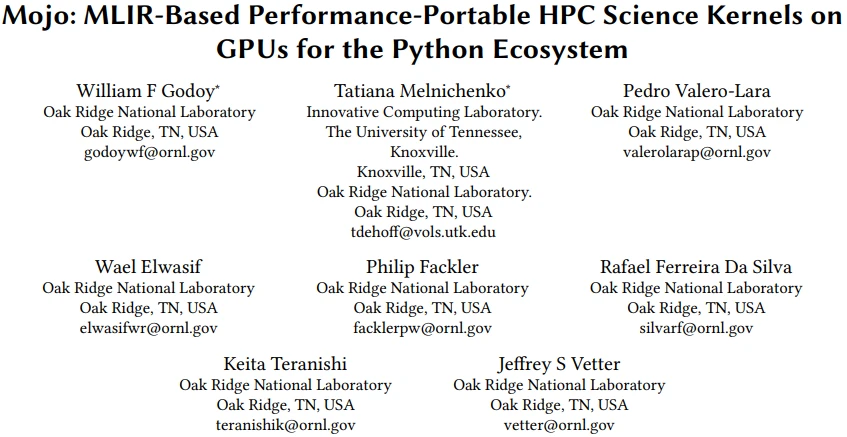 Mojo: MLIR-Based Performance-Portable HPC Science Kernels on
GPUs for the Python Ecosystem
William F Godoy*
Oak Ridge National Laboratory
Oak Ridge, TN, USA
godoywf@ornl.gov
Tatiana Melnichenko*
Innovative Computing Laboratory.
The University of Tennessee,
Knoxville.
Knoxville, TN, USA
Oak Ridge National Laboratory.
Oak Ridge, TN, USA
tdehoff@vols.utk.edu
Pedro Valero-Lara
Oak Ridge National Laboratory
Oak Ridge, TN, USA
valerolarap@ornl.gov
Wael Elwasif
Oak Ridge National Laboratory
Oak Ridge, TN, USA
elwasifwr@ornl.gov
Philip Fackler
Oak Ridge National Laboratory
Oak Ridge, TN, USA
facklerpw@ornl.gov
Rafael Ferreira Da Silva
Oak Ridge National Laboratory
Oak Ridge, TN, USA
silvarf@ornl.gov
Keita Teranishi
Oak Ridge National Laboratory
Oak Ridge, TN, USA
teranishik@ornl.gov
Jeffrey S Vetter
Oak Ridge National Laboratory
Oak Ridge, TN, USA
vetter@ornl.gov